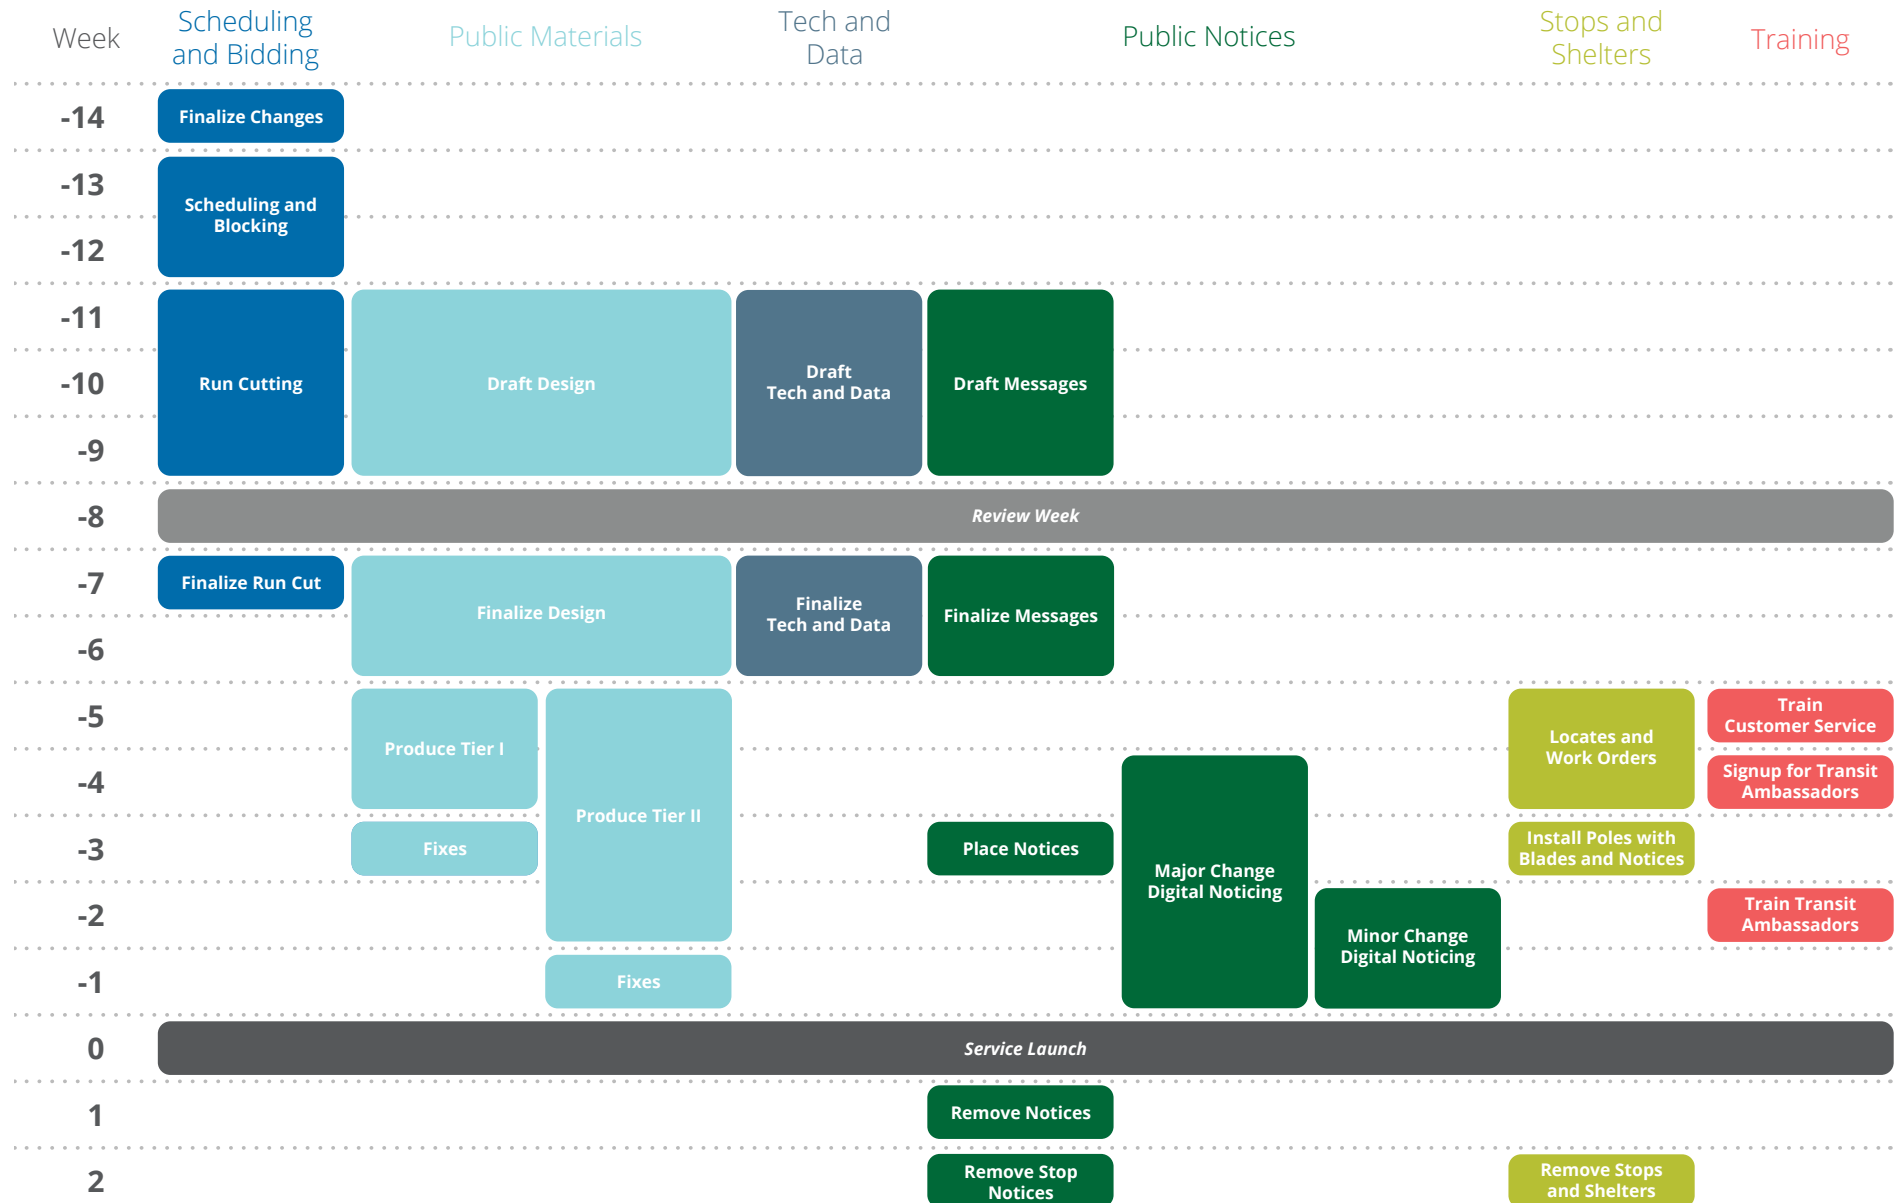 Week
Scheduling
and Bidding
Public Materials
Tech and
Data
Public Notices
Stops and
Shelters
Training
-14
Finalize Changes
-13
Scheduling and
Blocking
-12
-11
-10
Run Cutting
Draft Design
Draft
Tech and Data
Draft Messages
-9
-8
Review Week
-7
Finalize Run Cut
Finalize Design
Finalize
Tech and Data
Finalize Messages
-6
-5
Train
Customer Service
Produce Tier I
Locates and
Work Orders
-4
Signup for Transit
Ambassadors
Produce Tier II
-3
Fixes
Place Notices
Install Poles with
Blades and Notices
Major Change
Digital Noticing
-2
Train Transit
Ambassadors
Minor Change
Digital Noticing
-1
Fixes
0
Service Launch
1
Remove Notices
2
Remove Stop
Notices
Remove Stops
and Shelters